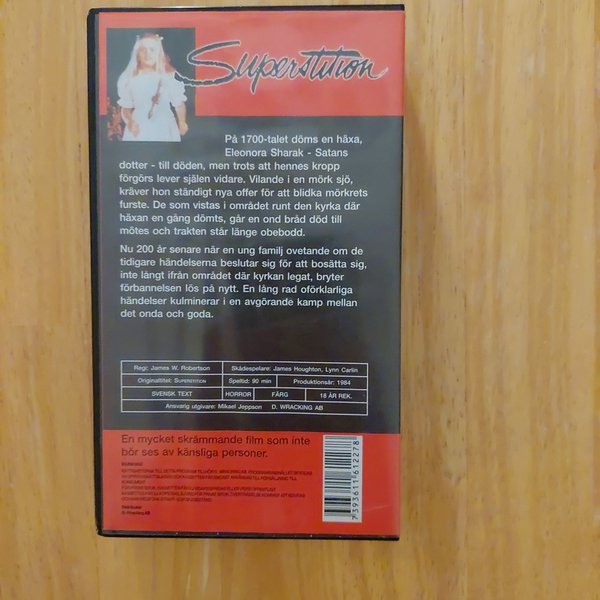 Superstition
På 1700-talet döms en häxa,
Eleonora Sharak - Satans
dotter - till döden, men trots att hennes kropp
förgörs lever själen vidare. Vilande i en mörk sjö,
kräver hon ständigt nya offer för att blidka mörkrets
furste. De som vistas i området runt den kyrka där
häxan en gång dömts, går en ond bråd död till
mötes och trakten står länge obebodd.
Nu 200 år senare när en ung familj ovetande om de
tidigare händelserna beslutar sig för att bosätta sig,
inte långt ifrån området där kyrkan legat, bryter
förbannelsen lös på nytt. En lång rad oförklarliga
händelser kulminerar i en avgörande kamp mellan
det onda och goda.
Regi: James W. Robertson Skådespelare: James Houghton, Lynn Carlin
Originaltitel: SUPERSTITION Speltid: 90 min Produktionsår: 1984
SVENSK TEXT HORROR FÄRG 18 ÅR REK.
Ansvarig utgivare: Mikael Jeppson D. WRACKING AB
En mycket skrämmande film som inte
bör ses av känsliga personer.
7393611612278